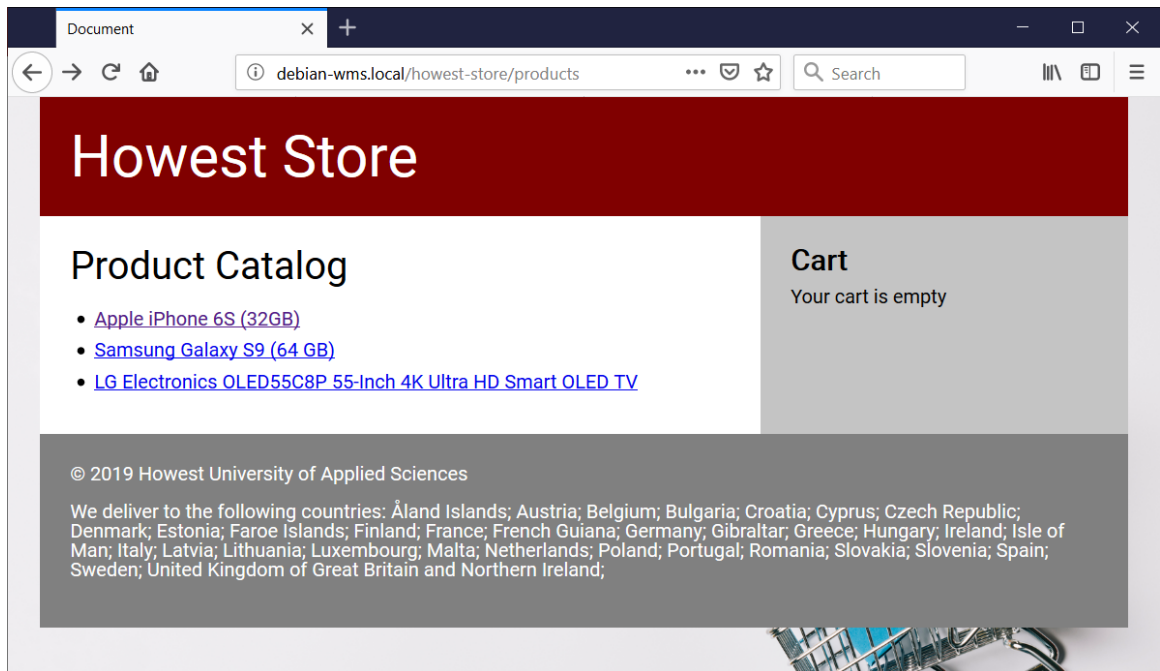 Document
debian-wms.local/howest-store/products
Search
Howest Store
Product Catalog
Apple iPhone 6S (32GB)
Samsung Galaxy S9 (64 GB)
LG Electronics OLED55C8P 55-Inch 4K Ultra HD Smart OLED TV
Cart
Your cart is empty
© 2019 Howest University of Applied Sciences
We deliver to the following countries: Åland Islands; Austria; Belgium; Bulgaria; Croatia; Cyprus; Czech Republic;
Denmark; Estonia; Faroe Islands; Finland; France; French Guiana; Germany; Gibraltar; Greece; Hungary; Ireland; Isle of
Man; Italy; Latvia; Lithuania; Luxembourg; Malta; Netherlands; Poland; Portugal; Romania; Slovakia; Slovenia; Spain;
Sweden; United Kingdom of Great Britain and Northern Ireland;